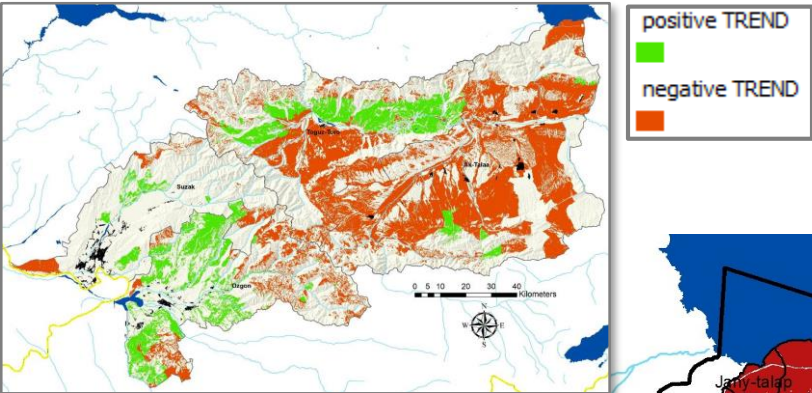 positive TREND
negative TREND
Toguz-Toro
Ak-Talaa
Suzak
Ozgon
0 5 10 20 30 40
Kilometers
N
W E
S
Jany-talap